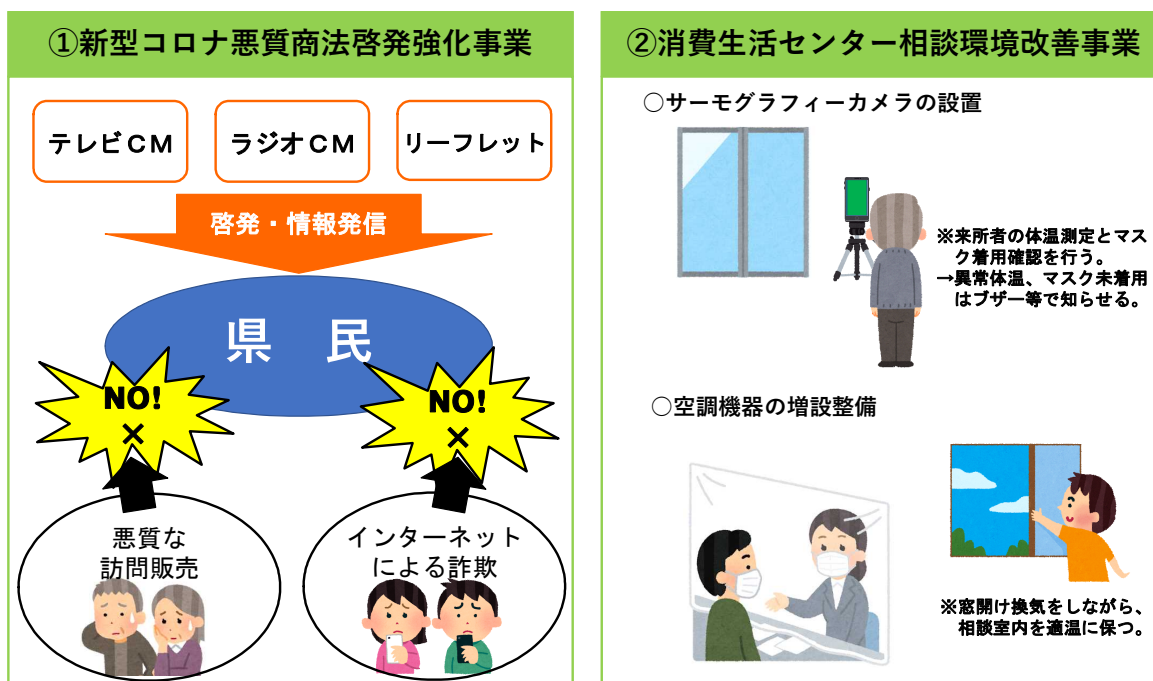 ①新型コロナ悪質商法啓発強化事業
テレビCM
ラジオCM
リーフレット
啓発・情報発信
県　民
NO!
×
NO!
×
悪質な
訪問販売
インターネット
による詐欺
②消費生活センター相談環境改善事業
○サーモグラフィーカメラの設置
※来所者の体温測定とマス
ク着用確認を行う。
→異常体温、マスク未着用
はブザー等で知らせる。
○空調機器の増設整備
※窓開け換気をしながら、
相談室内を適温に保つ。